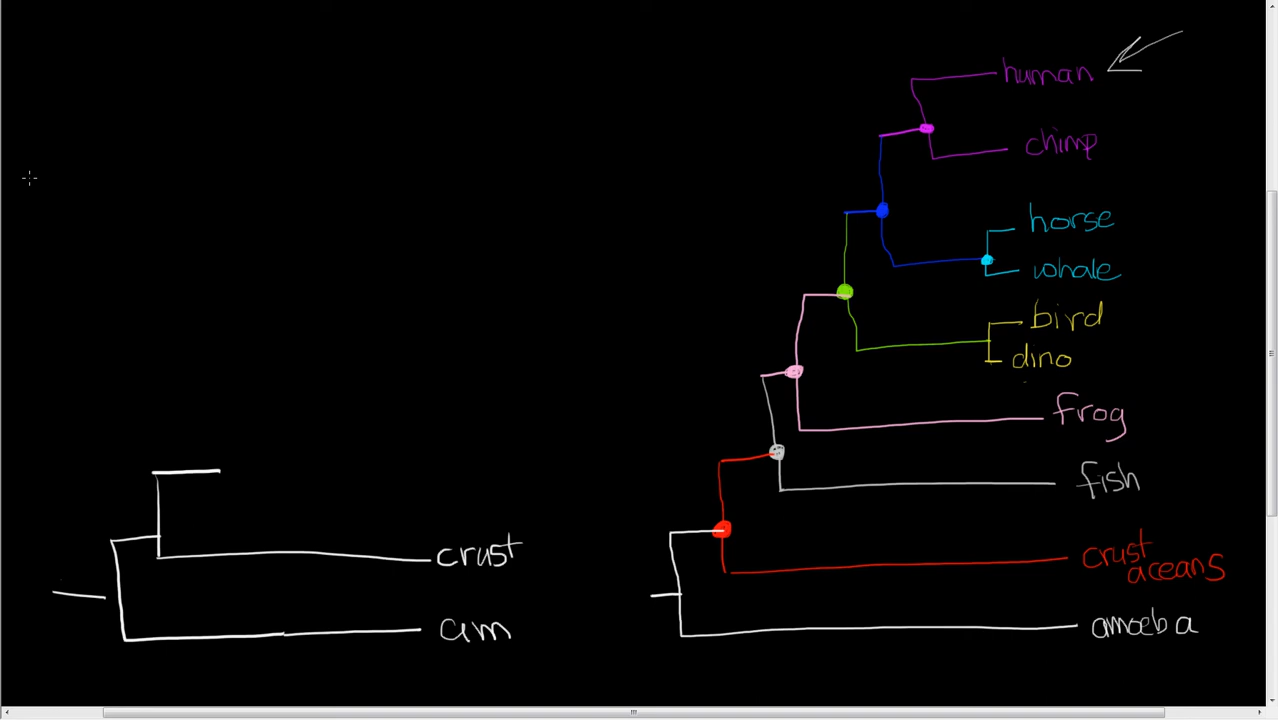 human
chimp
horse
whale
bird
dino
frog
fish
crust
aceans
amoeba
crust
am